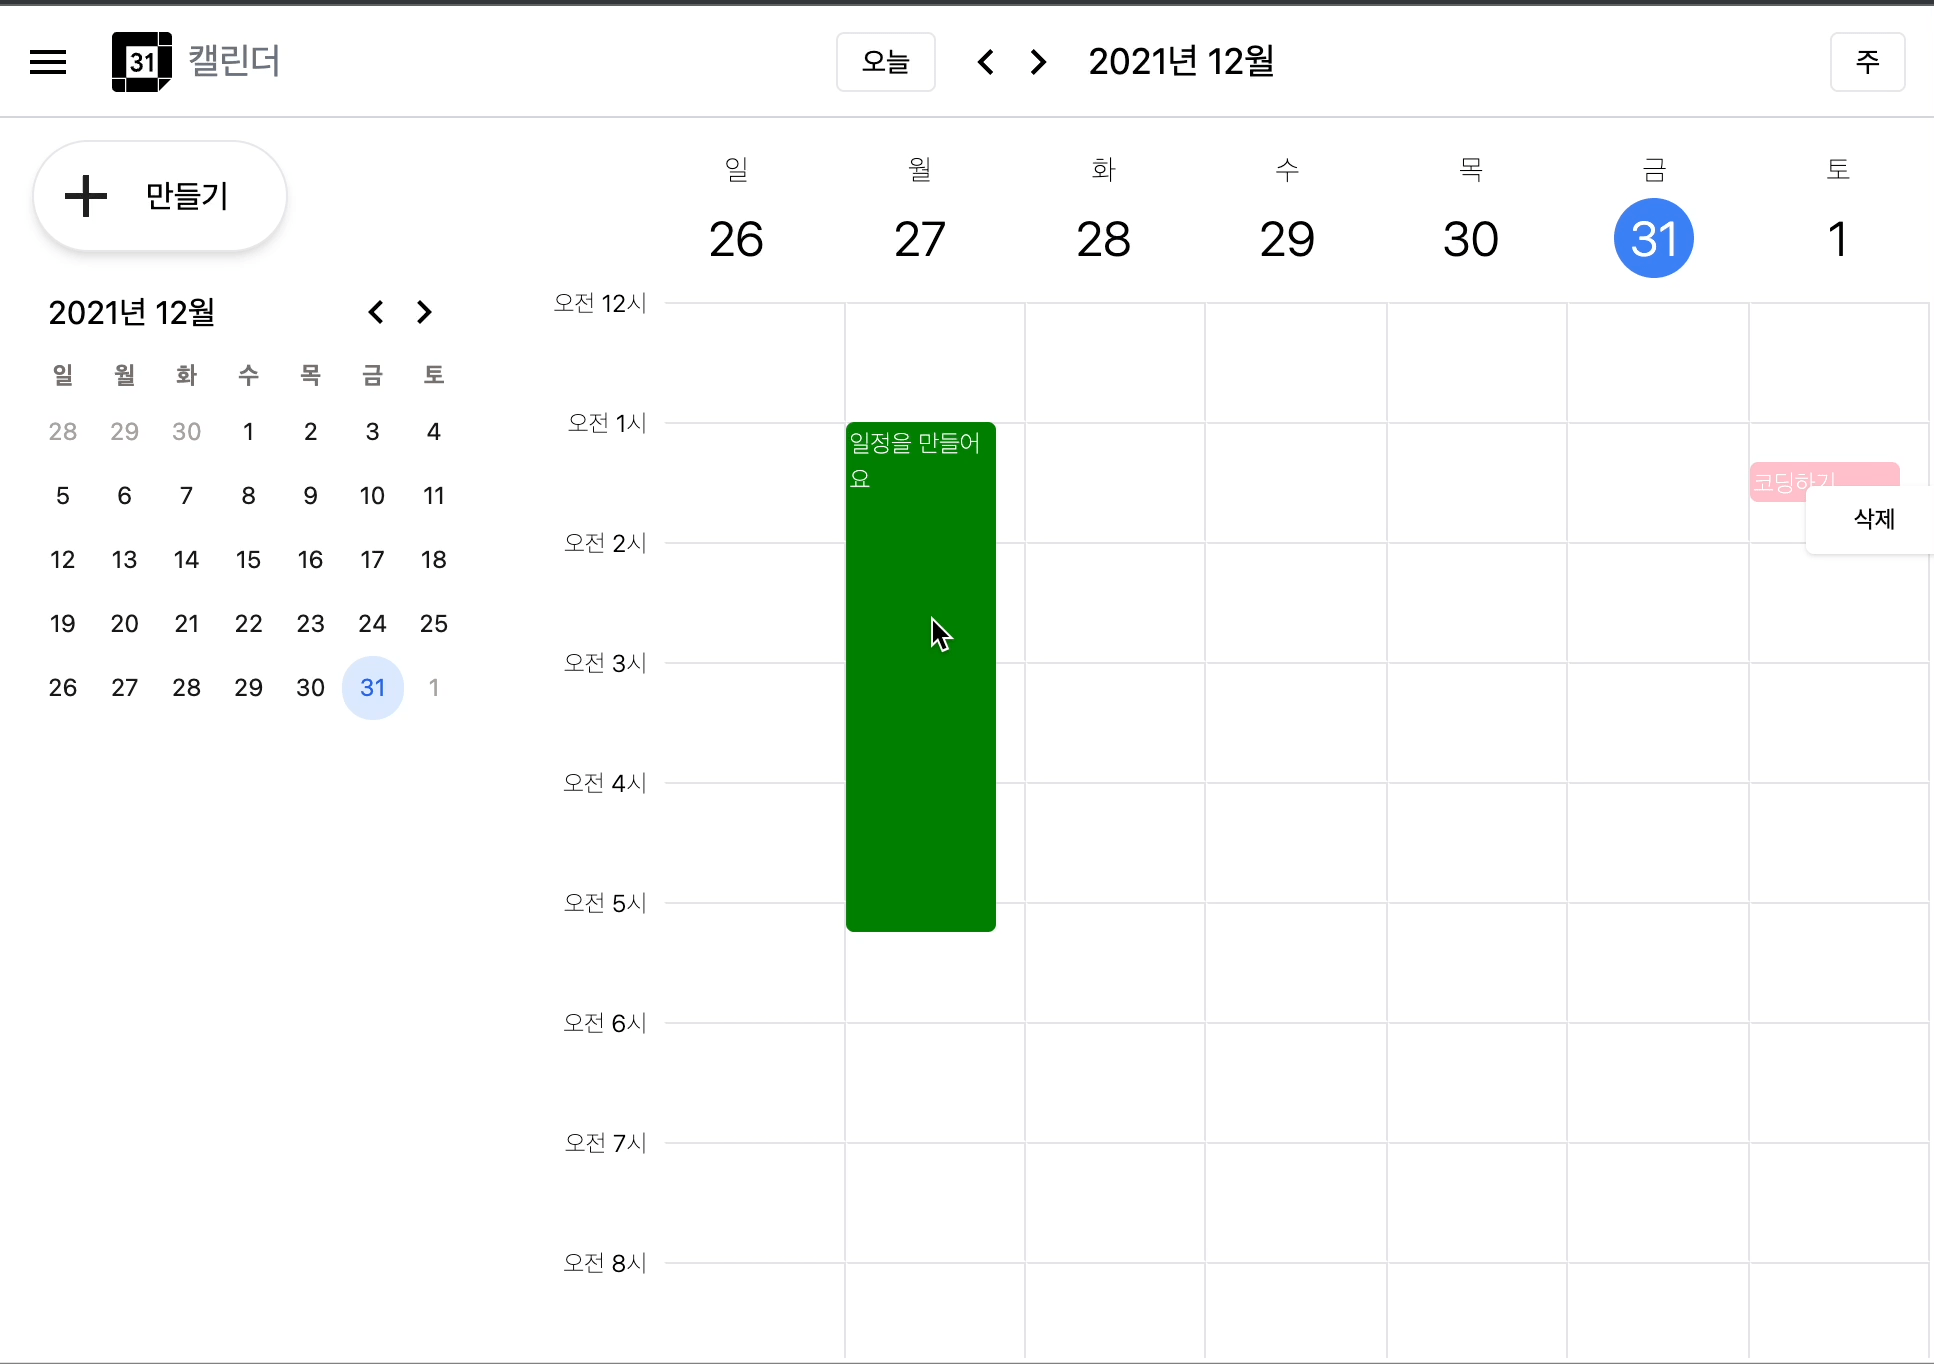 31 캘린더
오늘
2021년 12월
주
만들기
2021년 12월
일 월 화 수 목 금 토
28 29 30 1 2 3 4
5 6 7 8 9 10 11
12 13 14 15 16 17 18
19 20 21 22 23 24 25
26 27 28 29 30 31 1
일 월 화 수 목 금 토
26 27 28 29 30 31 1
오전 12시
오전 1시
일정을 만들어
요
코딩하기
삭제
오전 2시
오전 3시
오전 4시
오전 5시
오전 6시
오전 7시
오전 8시